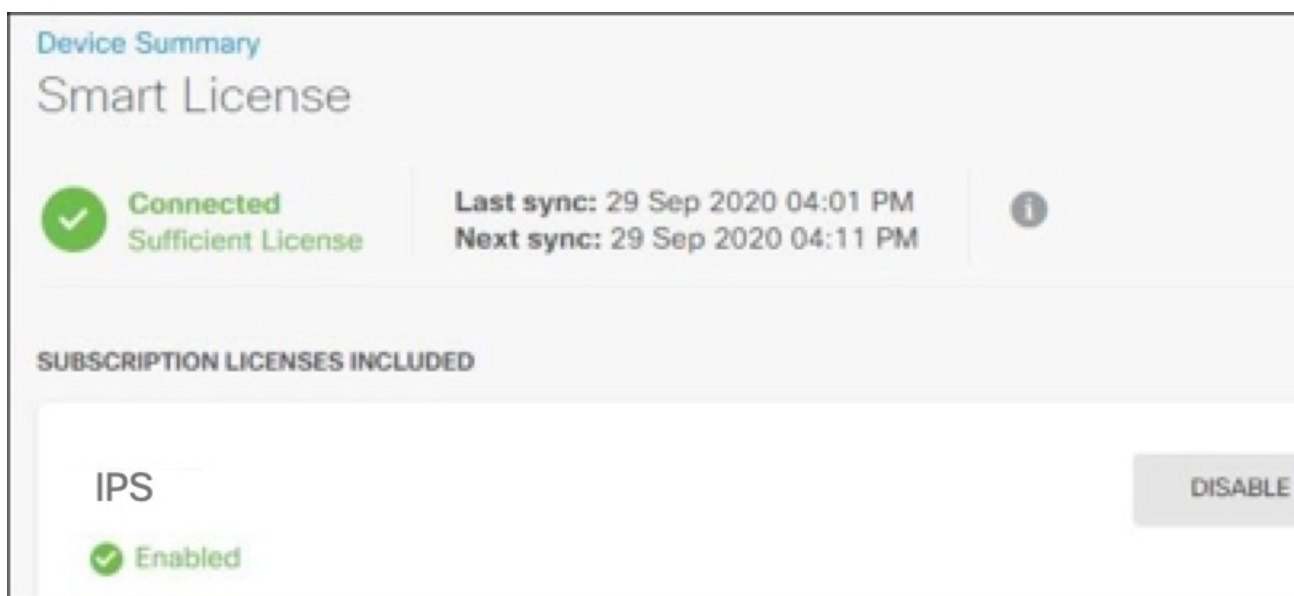 Device Summary
Smart License
Connected
Sufficient License
Last sync: 29 Sep 2020 04:01 PM
Next sync: 29 Sep 2020 04:11 PM
SUBSCRIPTION LICENSES INCLUDED
IPS
DISABLE
Enabled